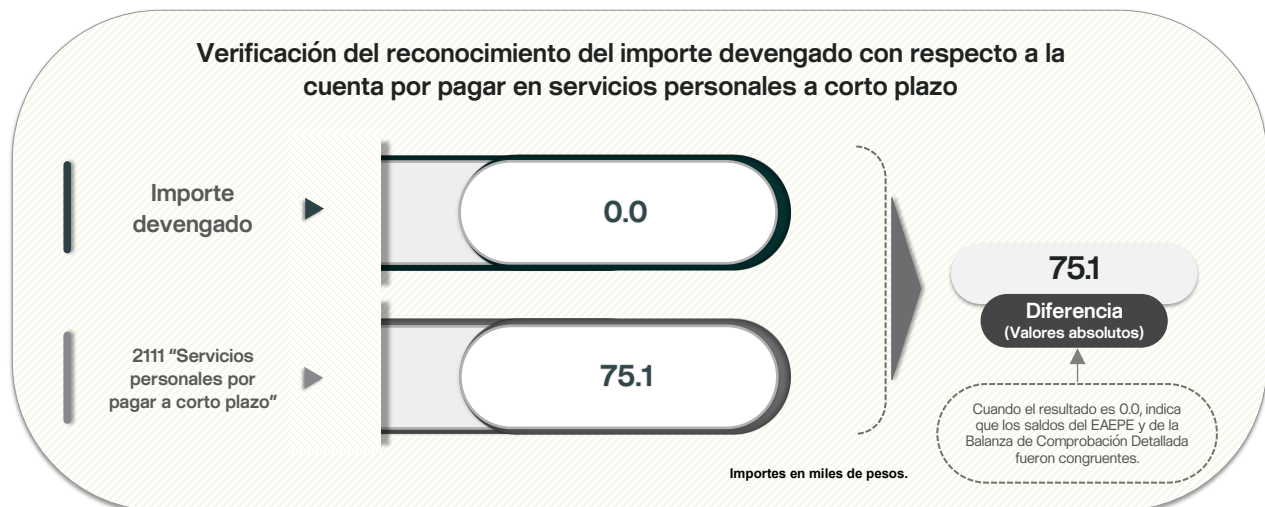 Verificación del reconocimiento del importe devengado con respecto a la
cuenta por pagar en servicios personales a corto plazo
Importe
devengado
0.0
2111 “Servicios
personales por
pagar a corto plazo”
75.1
75.1
Diferencia
(Valores absolutos)
Cuando el resultado es 0.0, indica
que los saldos del EAEPE y de la
Balanza de Comprobación Detallada
fueron congruentes.
Importes en miles de pesos.